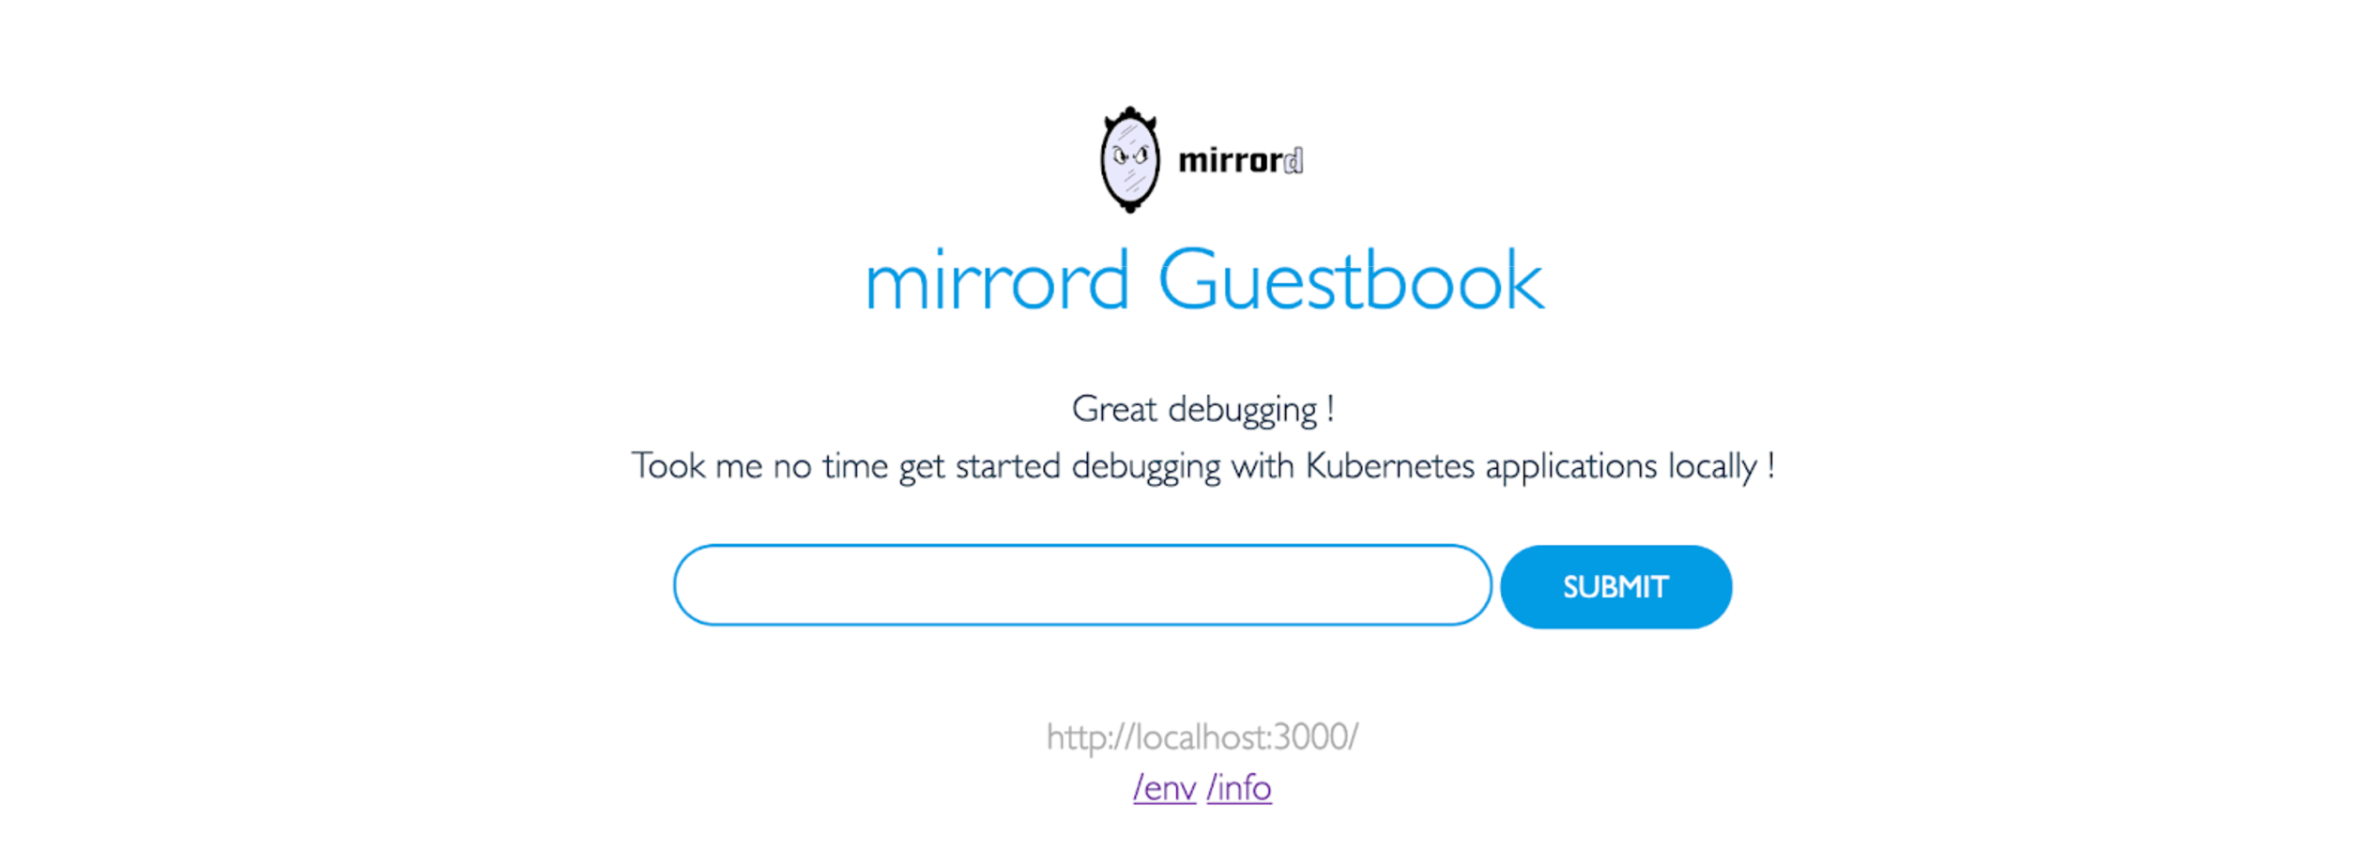 mirrord
mirrord Guestbook
Great debugging !
Took me no time get started debugging with Kubernetes applications locally !
SUBMIT
http://localhost:3000/
/env /info